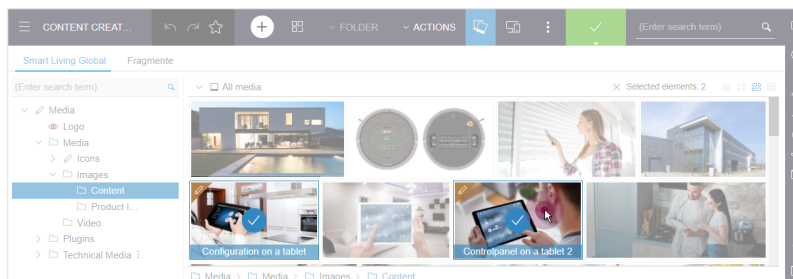 CONTENT CREAT...
FOLDER
ACTIONS
(Enter search term)
Smart Living Global
Fragmente
(Enter search term)
All media
Selected elements: 2
Media
Logo
Media
Icons
Images
Content
Product I...
Video
Plugins
Technical Media
Configuration on a tablet
Controlpanel on a tablet 2
Media > Media > Images > Content